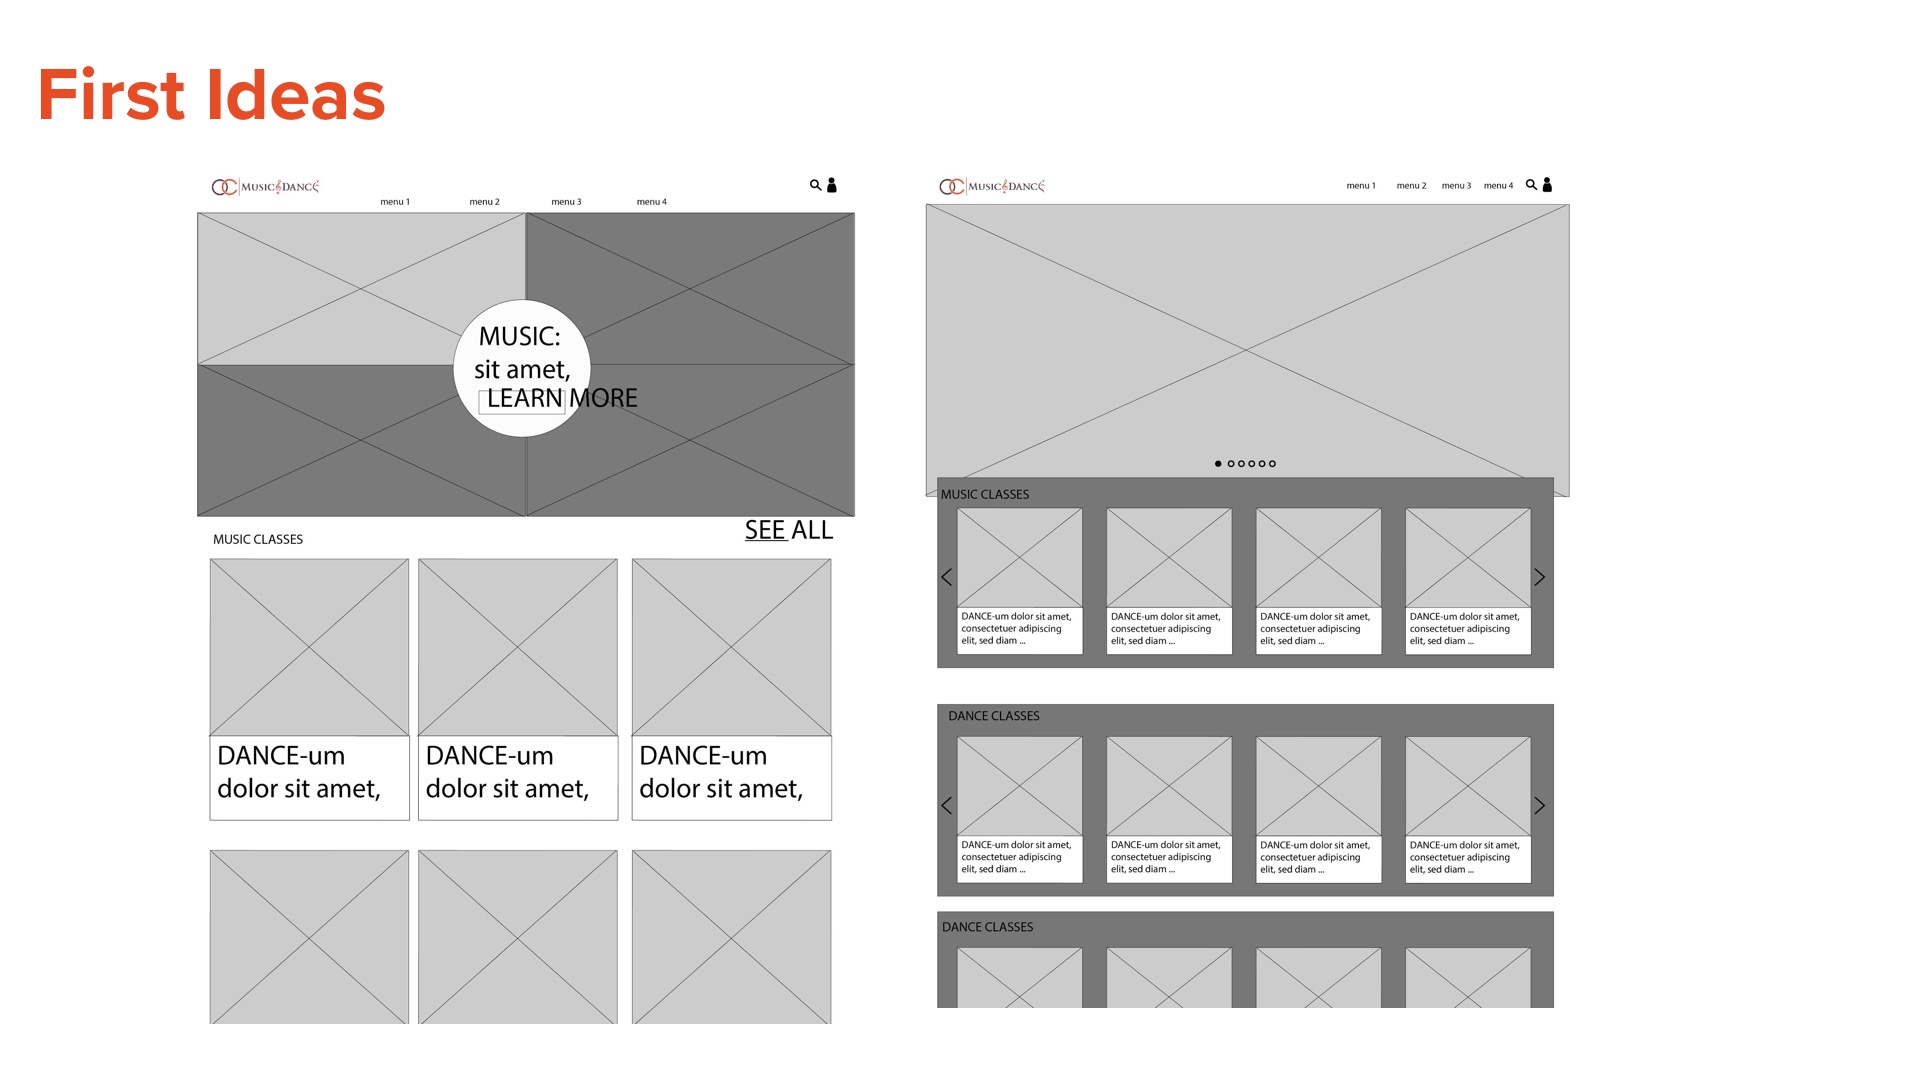 First Ideas
OC MUSIC & DANCE
menu 1 menu 2 menu 3 menu 4
MUSIC:
sit amet,
LEARN MORE
SEE ALL
MUSIC CLASSES
DANCE-um
dolor sit amet,
DANCE-um
dolor sit amet,
DANCE-um
dolor sit amet,
OC MUSIC & DANCE
menu 1 menu 2 menu 3 menu 4
MUSIC CLASSES
DANCE-um dolor sit amet,
consectetuer adipiscing
elit, sed diam ...
DANCE-um dolor sit amet,
consectetuer adipiscing
elit, sed diam ...
DANCE-um dolor sit amet,
consectetuer adipiscing
elit, sed diam ...
DANCE-um dolor sit amet,
consectetuer adipiscing
elit, sed diam ...
DANCE CLASSES
DANCE-um dolor sit amet,
consectetuer adipiscing
elit, sed diam ...
DANCE-um dolor sit amet,
consectetuer adipiscing
elit, sed diam ...
DANCE-um dolor sit amet,
consectetuer adipiscing
elit, sed diam ...
DANCE-um dolor sit amet,
consectetuer adipiscing
elit, sed diam ...
DANCE CLASSES